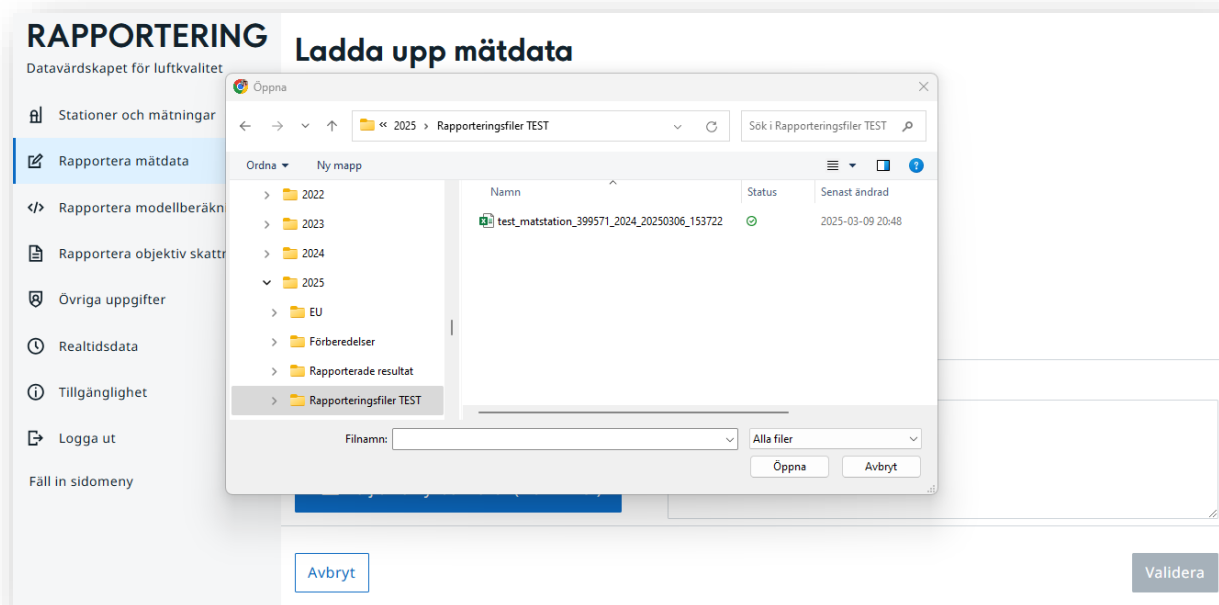 RAPPORTERING
Datavärdskapet för luftkvalitet
Stationer och mätningar
Rapportera mätdata
Rapportera modellberäkn
Rapportera objektiv skattn
Övriga uppgifter
Realtidsdata
Tillgänglighet
Logga ut
Fäll in sidomeny
Ladda upp mätdata
Öppna
« 2025 › Rapporteringsfiler TEST
Sök i Rapporteringsfiler TEST
Ordna
Ny mapp
2022
2023
2024
2025
EU
Förberedelser
Rapporterade resultat
Rapporteringsfiler TEST
Namn Status Senast ändrad
test_matstation_399571_2024_20250306_153722 2025-03-09 20:48
Filnamn:
Alla filer
Öppna
Avbryt
Avbryt
Validera